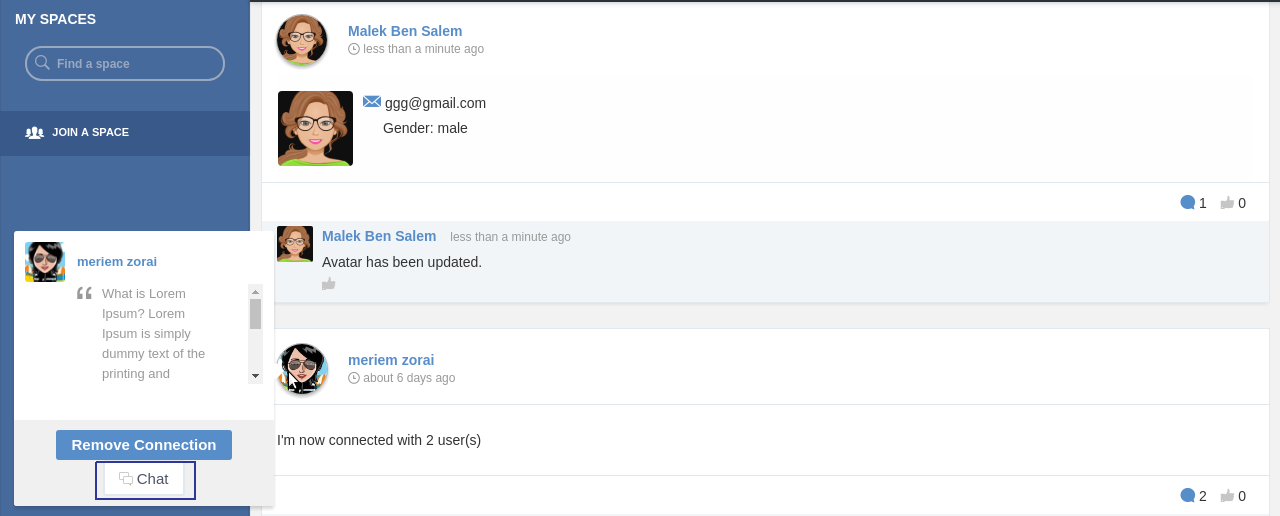 MY SPACES
Find a space
JOIN A SPACE
meriem zorai
What is Lorem
Ipsum? Lorem
Ipsum is simply
dummy text of the
printing and
Remove Connection
Chat
Malek Ben Salem
less than a minute ago
ggg@gmail.com
Gender: male
1 0
Malek Ben Salem less than a minute ago
Avatar has been updated.
meriem zorai
about 6 days ago
I'm now connected with 2 user(s)
2 0